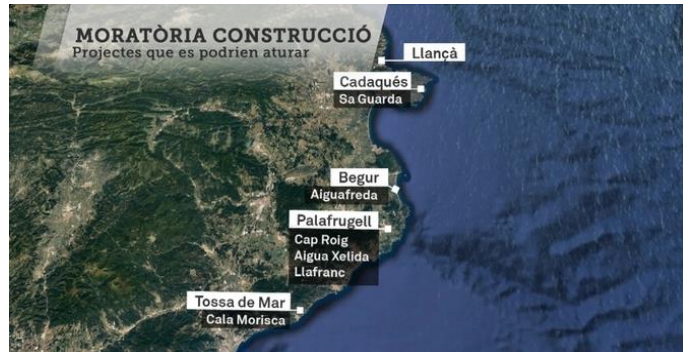 MORATÒRIA CONSTRUCCIÓ
Projectes que es podrien aturar
Llançà
Cadaqués
Sa Guarda
Begur
Aiguafreda
Palafrugell
Cap Roig
Aigua Xelida
Llafranc
Tossa de Mar
Cala Morisca